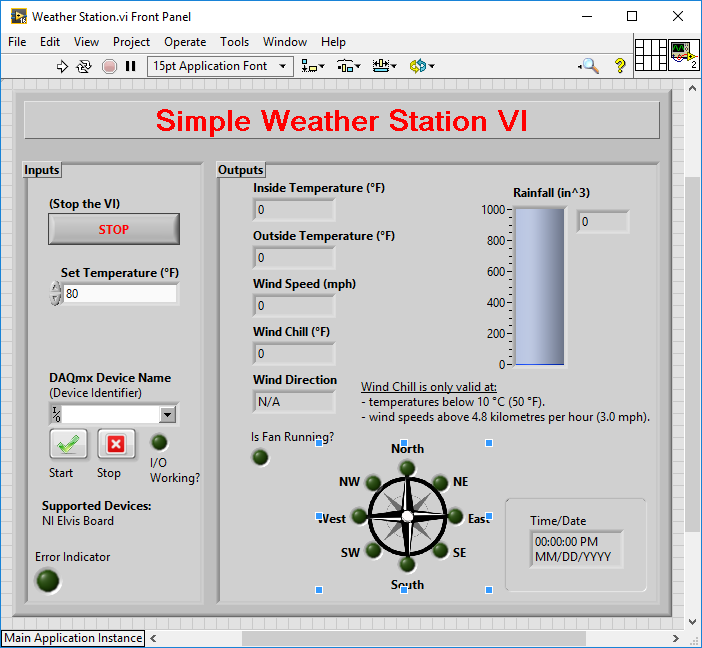 Weather Station.vi Front Panel
File Edit View Project Operate Tools Window Help
15pt Application Font
2
Simple Weather Station VI
Inputs
(Stop the VI)
STOP
Set Temperature (°F)
80
DAQmx Device Name
(Device Identifier)
I/O
Start
Stop
I/O
Working?
Supported Devices:
NI Elvis Board
Error Indicator
Outputs
Inside Temperature (°F)
0
Outside Temperature (°F)
0
Wind Speed (mph)
0
Wind Chill (°F)
0
Wind Direction
N/A
Rainfall (in^3)
0
1000
800
600
400
200
0
Wind Chill is only valid at:
- temperatures below 10 °C (50 °F).
- wind speeds above 4.8 kilometres per hour (3.0 mph).
Is Fan Running?
North
NW
NE
West
East
SW
SE
South
Time/Date
00:00:00 PM
MM/DD/YYYY
Main Application Instance